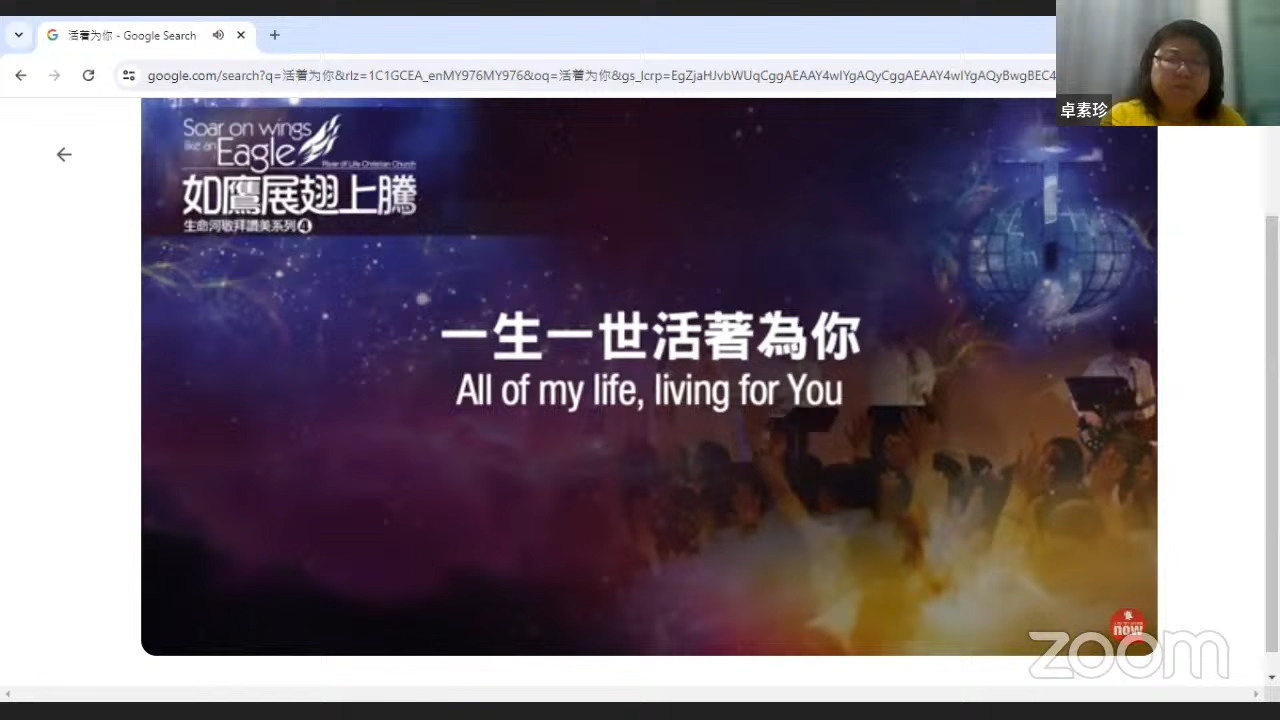 活着为你 - Google Search
google.com/search?q=活着为你&rlz=1C1GCEA_enMY976MY976&oq=活着为你&gs_lcrp=EgZjaHJvbWUqCggAEAAY4wIYgAQyCggAEAAY4wIYgAQyBwgBEC4
卓素珍
Soar on wings
like an Eagle
River of Life Christian Church
如鷹展翅上騰
生命河敬拜讚美系列4
一生一世活著為你
All of my life, living for You
now
zoom